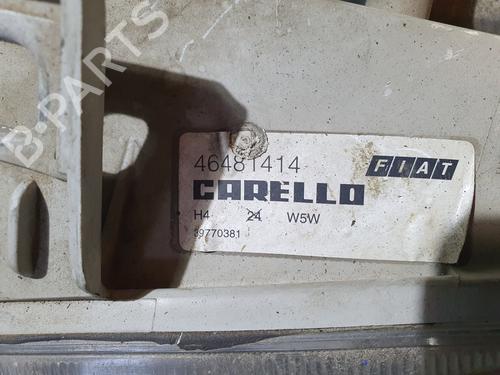 B-PARTS
46481414
FIAT
CARELLO
H4 24 W5W
39770381